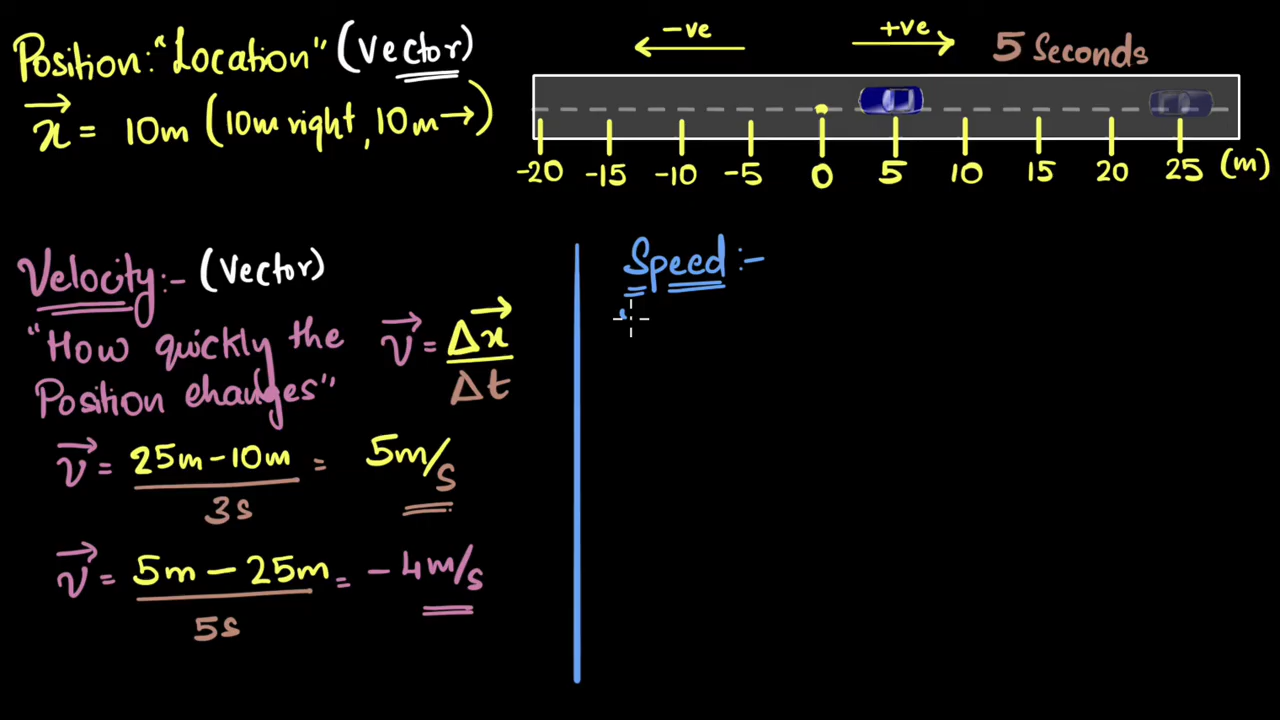 Position:- "Location" (Vector)
x = 10m (10m right, 10m→)
-ve +ve 5 Seconds
-20 -15 -10 -5 0 5 10 15 20 25 (m)
Velocity:- (Vector)
"How quickly the
Position changes"
v = Δx / Δt
v = 25m-10m / 3s = 5m/s
v = 5m - 25m / 5s = -4m/s
Speed:-